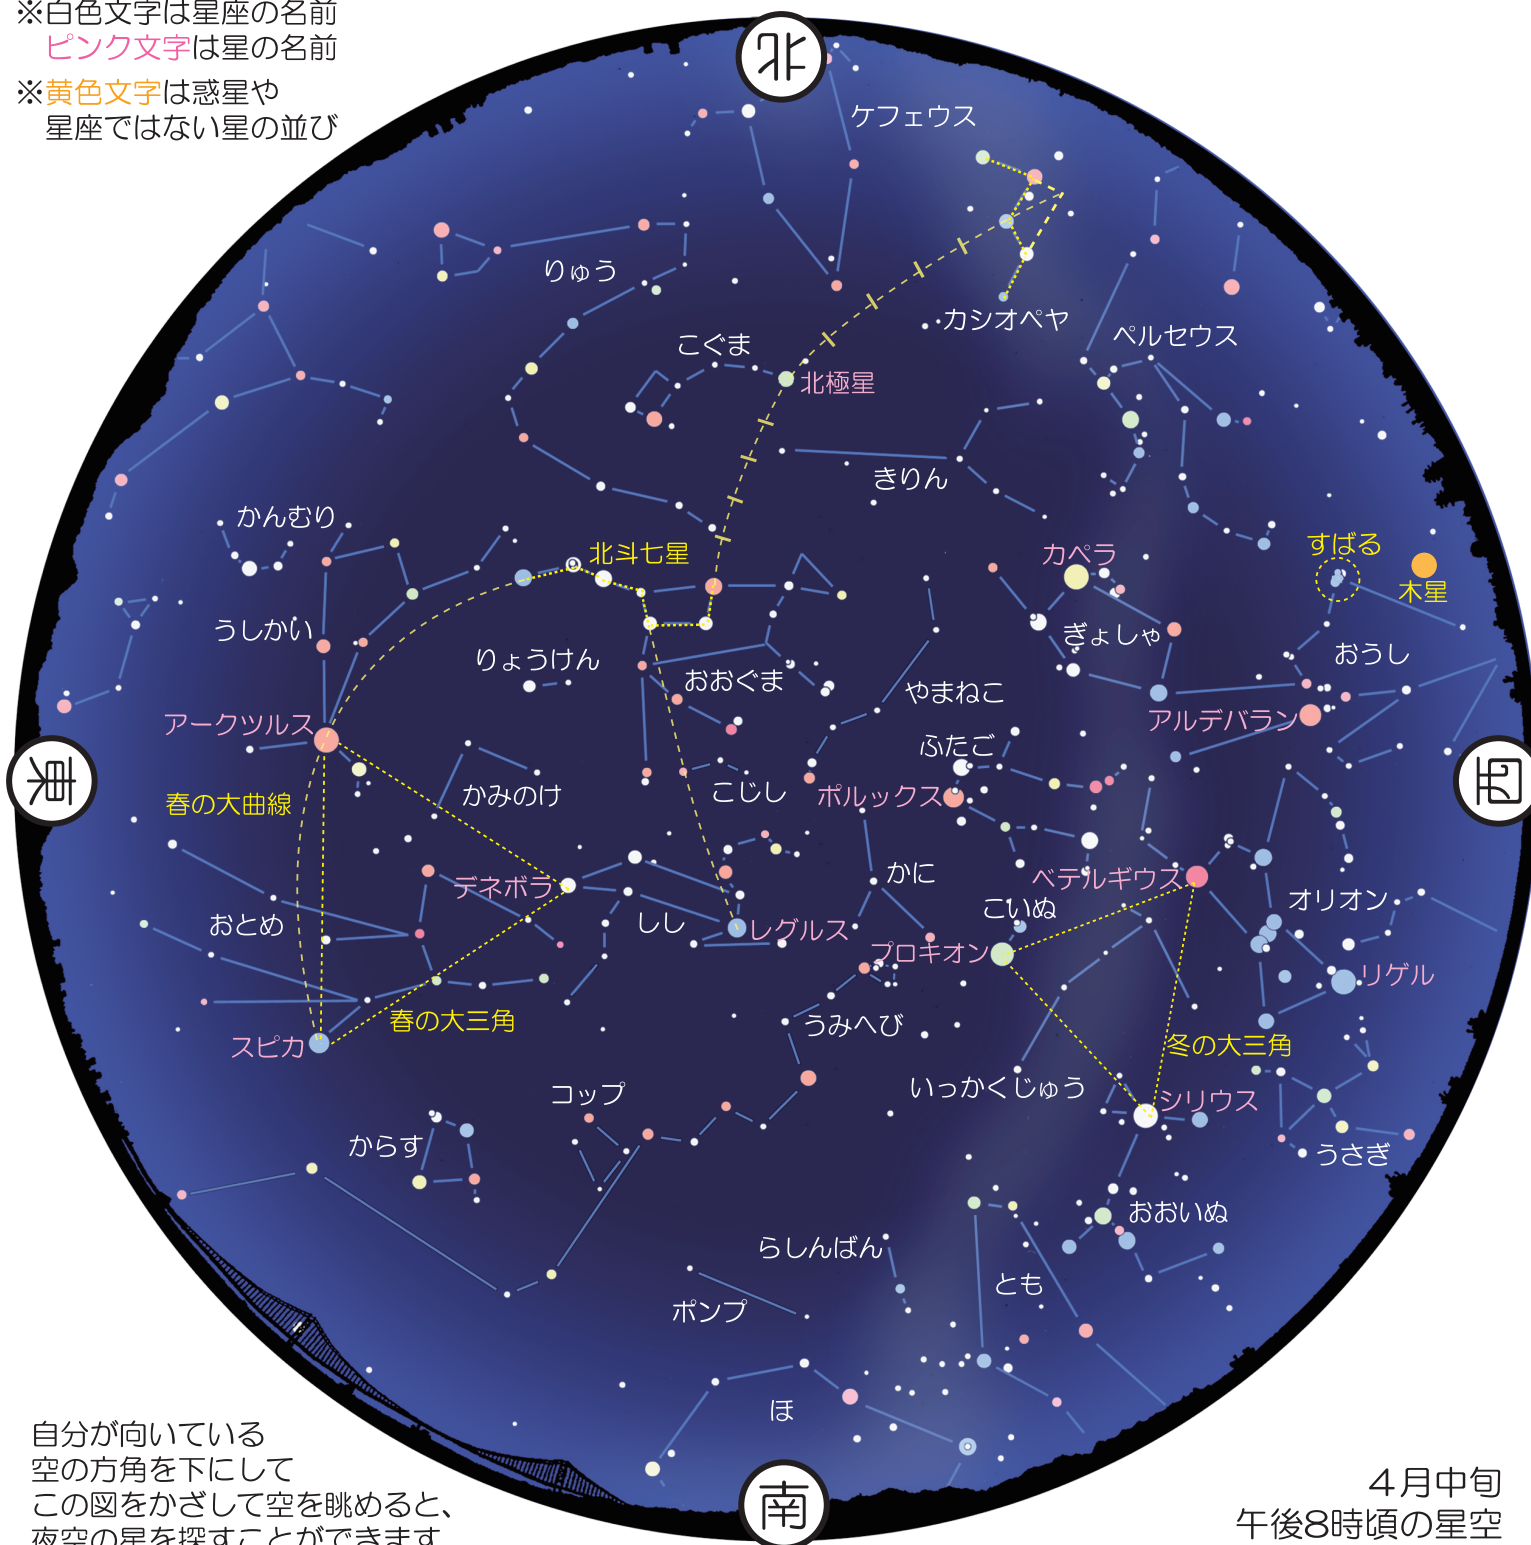 ※白色文字は星座の名前
ピンク文字は星の名前
※黄色文字は惑星や
星座ではない星の並び
北
ケフェウス
りゅう
カシオペヤ
ペルセウス
こぐま
北極星
きりん
かんむり
北斗七星
カペラ
すばる
木星
うしかい
ぎょしゃ
おうし
りょうけん
おおぐま
やまねこ
アークツルス
アルデバラン
ふたご
東
西
春の大曲線
かみのけ
こじし
ポルックス
デネボラ
かに
ベテルギウス
オリオン
おとめ
しし
レグルス
こいぬ
プロキオン
リゲル
春の大三角
うみへび
スピカ
冬の大三角
コップ
いっかくじゅう
シリウス
からす
うさぎ
おおいぬ
らしんばん
とも
ポンプ
ほ
南
自分が向いている
空の方角を下にして
この図をかざして空を眺めると、
夜空の星を探すことができます
4月中旬
午後8時頃の星空